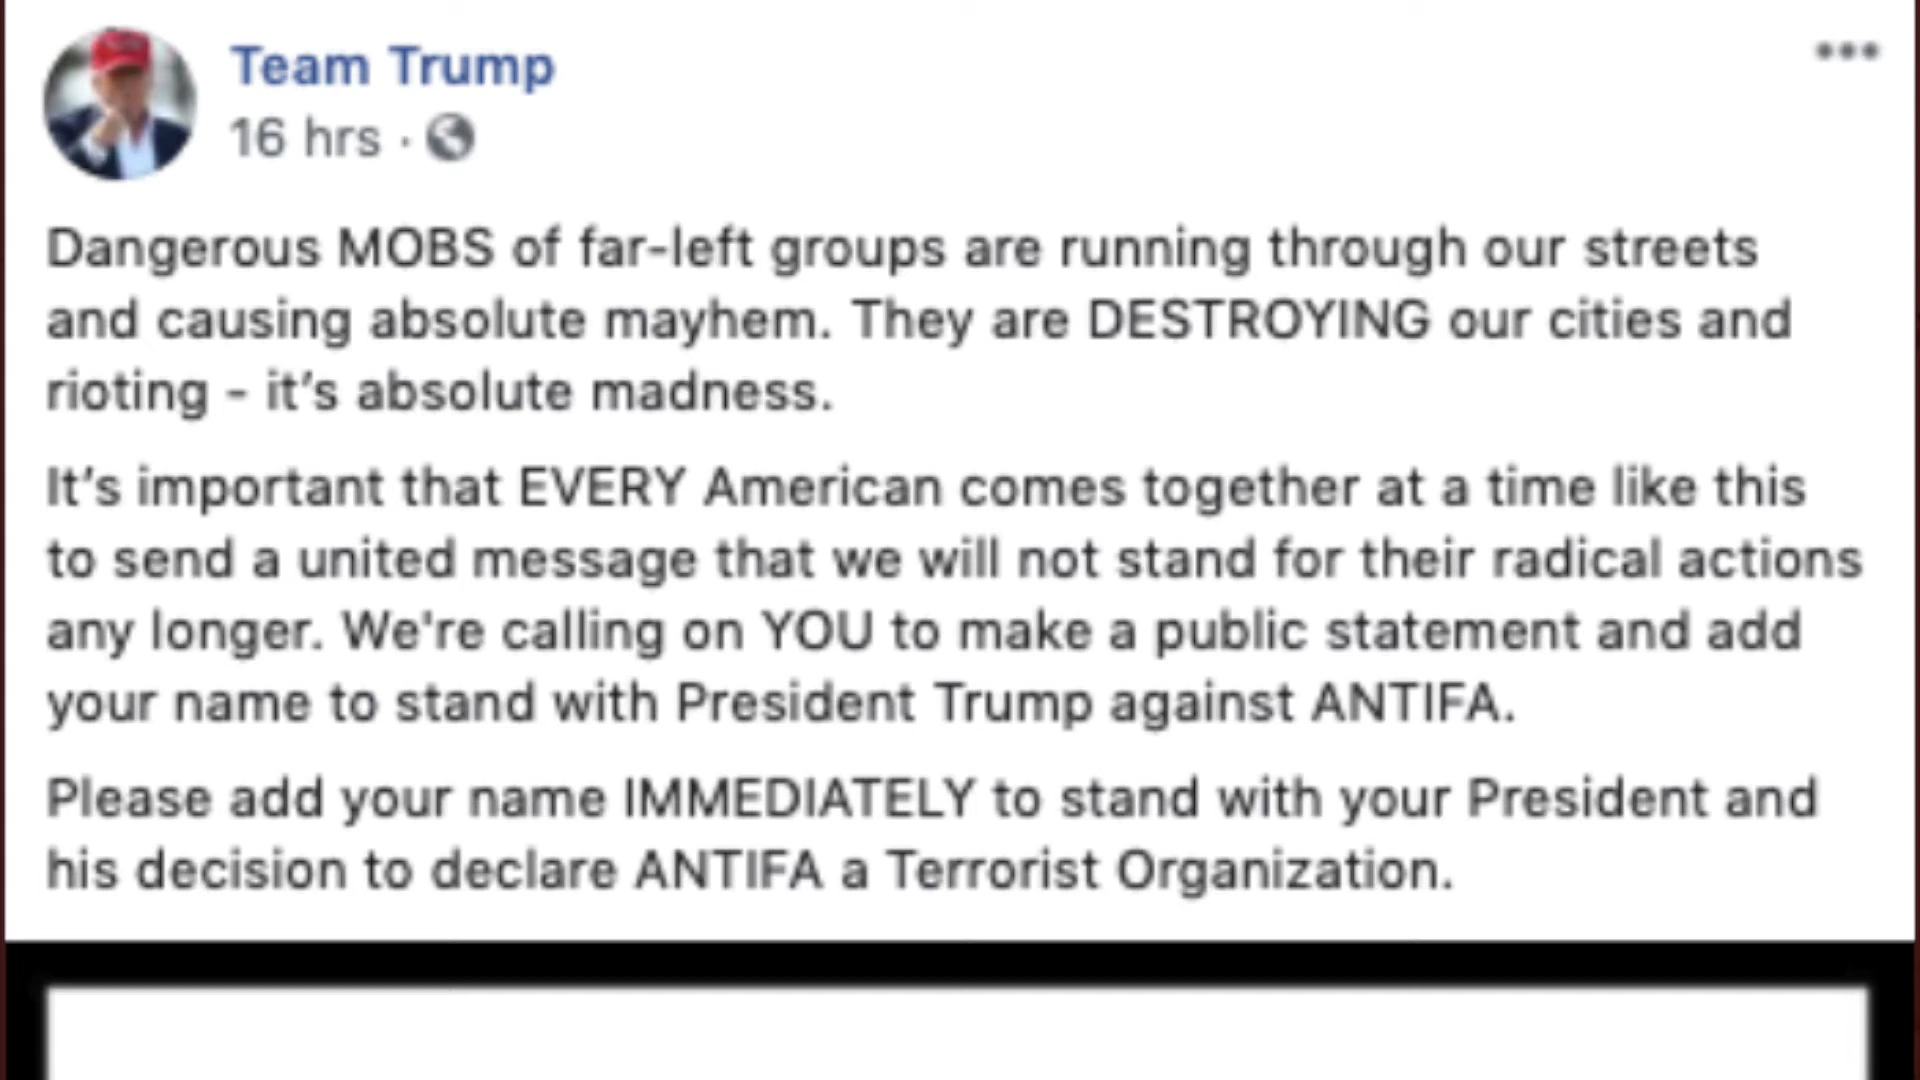 Team Trump
16 hrs ·
Dangerous MOBS of far-left groups are running through our streets
and causing absolute mayhem. They are DESTROYING our cities and
rioting - it’s absolute madness.
It’s important that EVERY American comes together at a time like this
to send a united message that we will not stand for their radical actions
any longer. We're calling on YOU to make a public statement and add
your name to stand with President Trump against ANTIFA.
Please add your name IMMEDIATELY to stand with your President and
his decision to declare ANTIFA a Terrorist Organization.